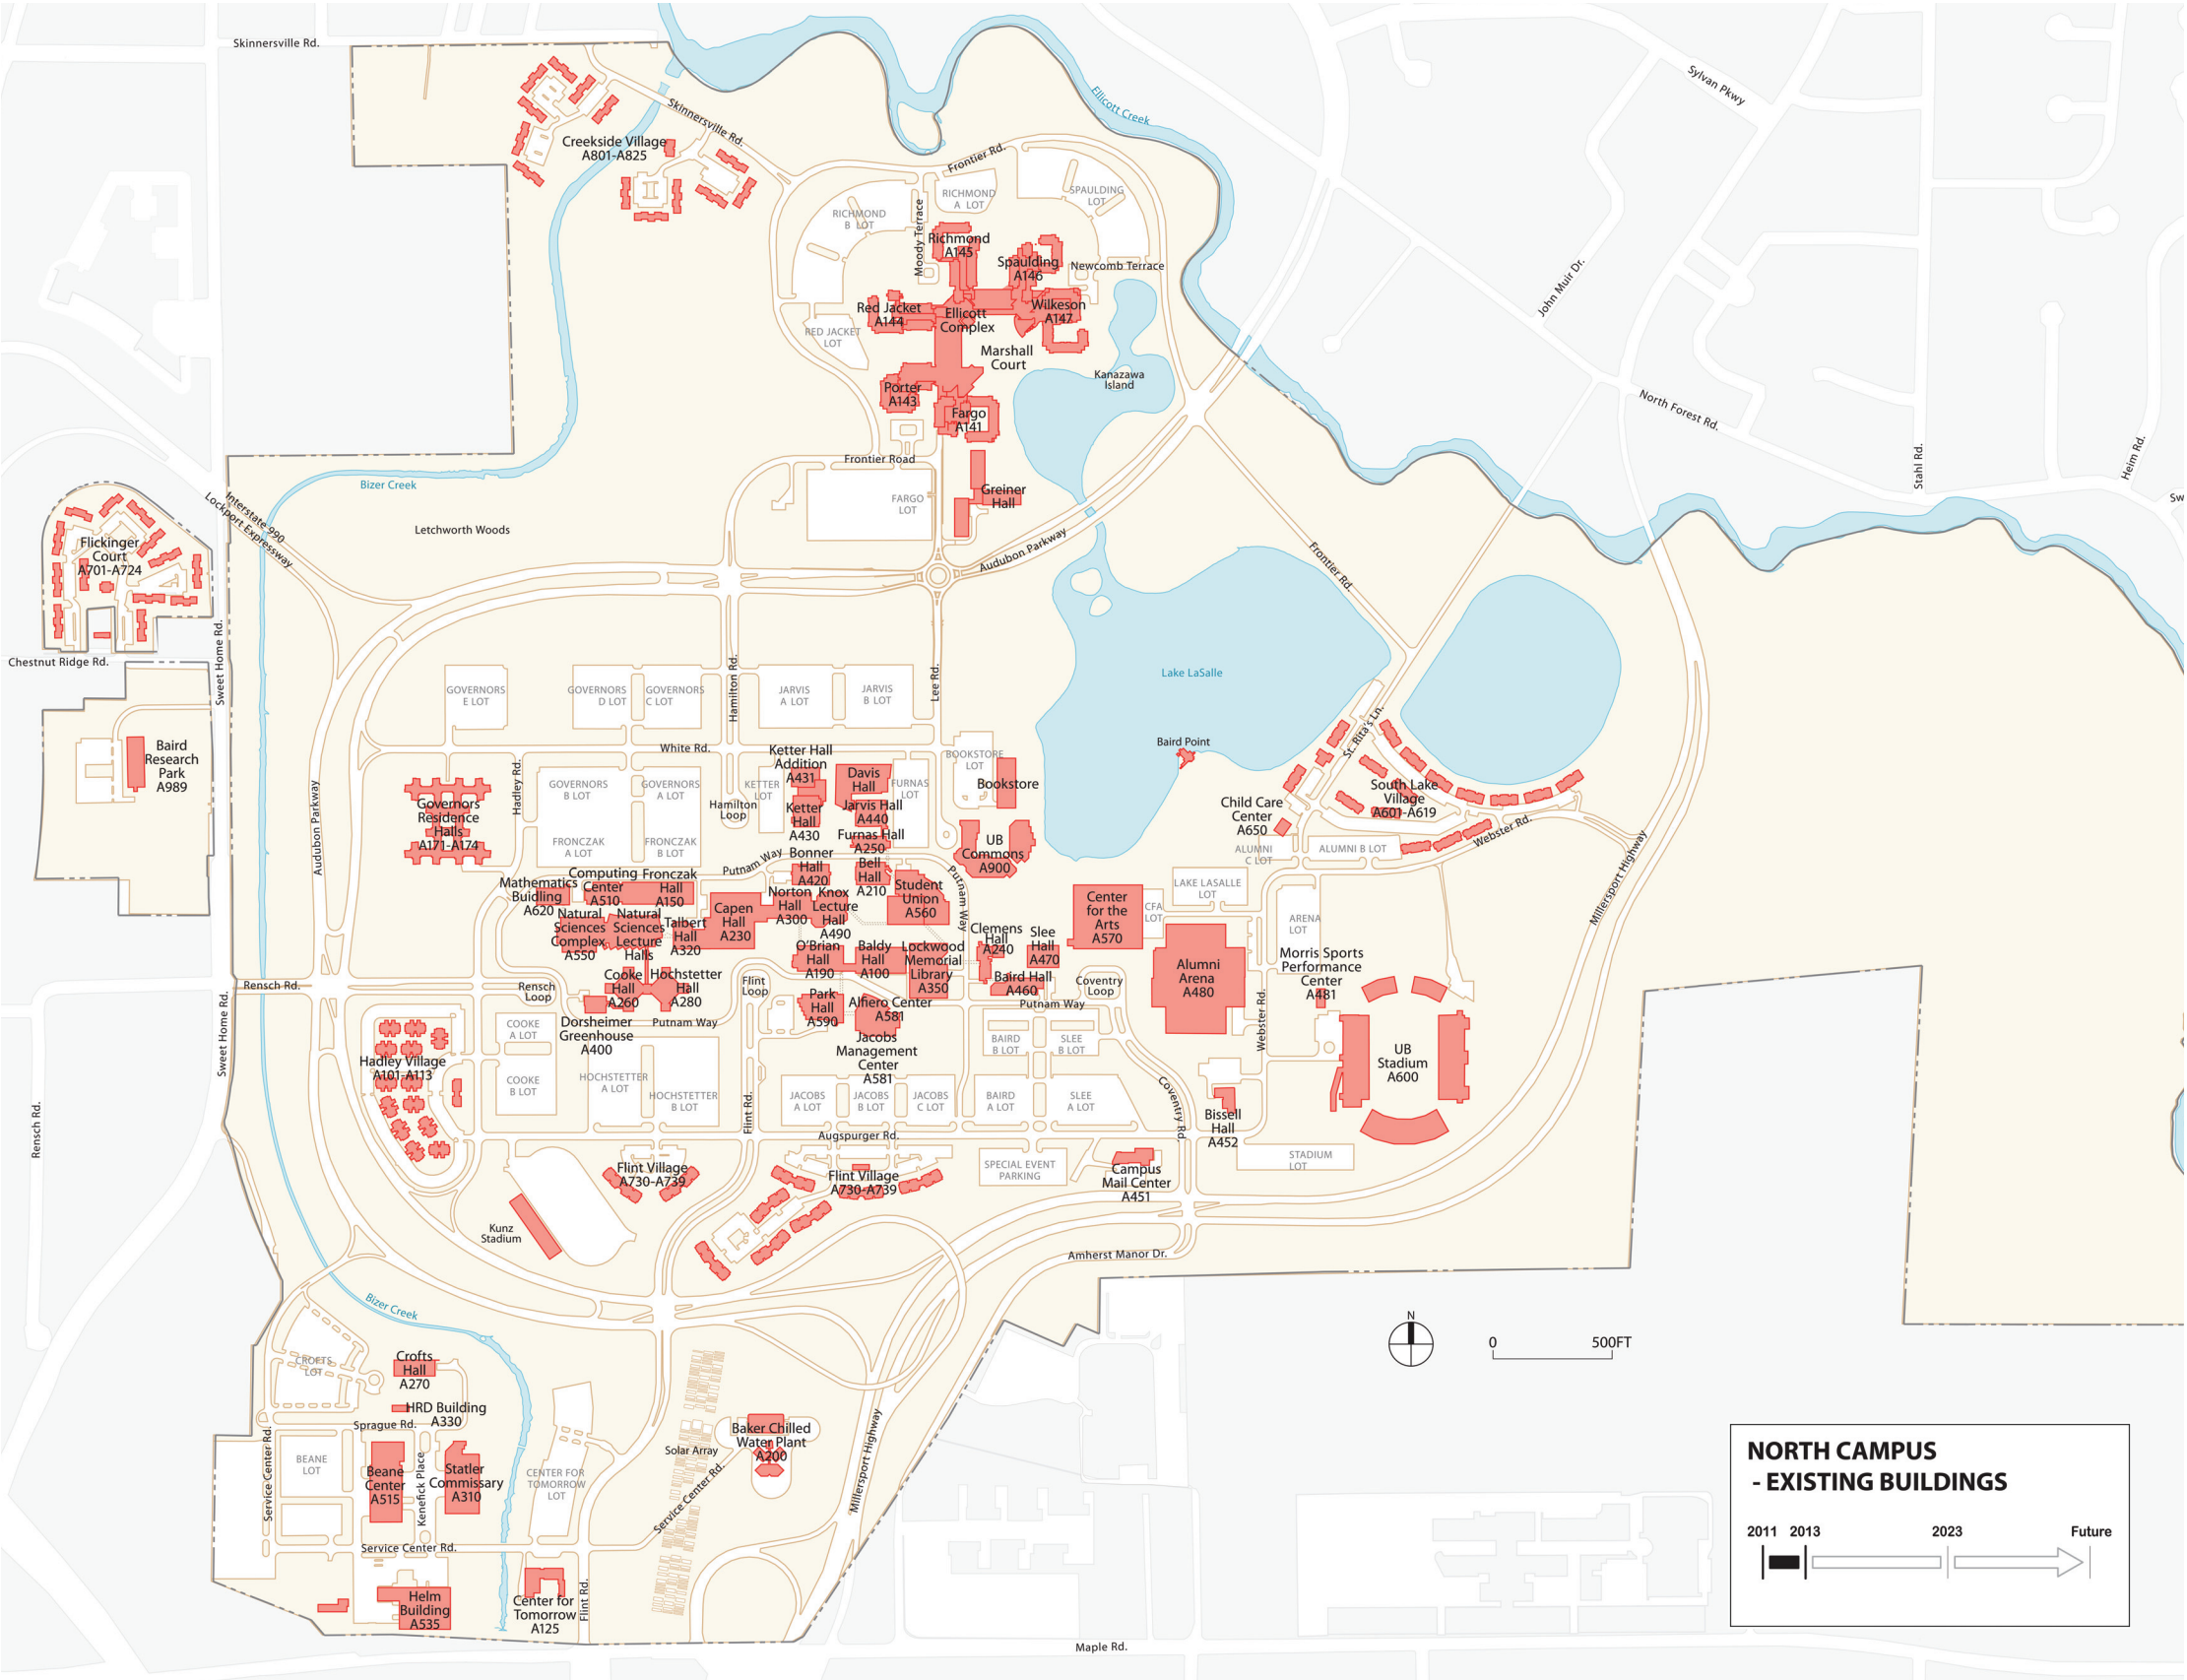 Skinnersville Rd.
Sylvan Pkwy
Ellicott Creek
Skinnersville Rd.
Creekside Village
A801-A825
Frontier Rd.
RICHMOND
A LOT
SPAULDING
LOT
RICHMOND
B LOT
Moody Terrace
Richmond
A145
Spaulding
A146
Newcomb Terrace
John Muir Dr.
Red Jacket
A144
Ellicott
Complex
Wilkeson
A147
RED JACKET
LOT
Marshall
Court
Kanazawa
Island
Porter
A143
Fargo
A141
North Forest Rd.
Stahl Rd.
Heim Rd.
Sw
Frontier Road
Bizer Creek
FARGO
LOT
Greiner
Hall
Interstate 990
Lockport Expressway
Letchworth Woods
Audubon Parkway
Frontier Rd.
Flickinger
Court
A701-A724
Chestnut Ridge Rd.
Sweet Home Rd.
Lake LaSalle
GOVERNORS
E LOT
GOVERNORS
D LOT
GOVERNORS
C LOT
Hamilton Rd.
JARVIS
A LOT
JARVIS
B LOT
Lee Rd.
St. Rita's Ln.
Baird
Research
Park
A989
White Rd.
Ketter Hall
Addition
A431
BOOKSTORE
LOT
Baird Point
Audubon Parkway
Hadley Rd.
GOVERNORS
B LOT
GOVERNORS
A LOT
KETTER
LOT
Davis
Hall
FURNAS
LOT
Bookstore
South Lake
Village
A601-A619
Governors
Residence
Halls
A171-A174
Hamilton
Loop
Ketter
Hall
A430
Jarvis Hall
A440
Child Care
Center
A650
Webster Rd.
FRONCZAK
A LOT
FRONCZAK
B LOT
Furnas Hall
A250
UB
Commons
A900
ALUMNI
C LOT
ALUMNI B LOT
Putnam Way
Bonner
Hall
A420
Bell
Hall
A210
Putnam Way
Millersport Highway
Mathematics
Buidling
A620
Computing
Center
A510
Fronczak
Hall
A150
Student
Union
A560
LAKE LASALLE
LOT
Capen
Hall
A230
Norton
Hall
A300
Knox
Lecture
Hall
A490
Center
for the
Arts
A570
CFA
LOT
ARENA
LOT
Natural
Sciences
Complex
A550
Natural
Sciences
Lecture
Halls
Talbert
Hall
A320
Clemens
Hall
A240
Slee
Hall
A470
O'Brian
Hall
A190
Baldy
Hall
A100
Lockwood
Memorial
Library
A350
Alumni
Arena
A480
Morris Sports
Performance
Center
A481
Rensch Rd.
Rensch
Loop
Cooke
Hall
A260
Hochstetter
Hall
A280
Flint
Loop
Baird Hall
A460
Coventry
Loop
Park
Hall
A590
Alfiero Center
A581
Putnam Way
Webster Rd.
Sweet Home Rd.
COOKE
A LOT
Dorsheimer
Greenhouse
A400
Putnam Way
Jacobs
Management
Center
A581
BAIRD
B LOT
SLEE
B LOT
UB
Stadium
A600
Hadley Village
A101-A113
COOKE
B LOT
HOCHSTETTER
A LOT
HOCHSTETTER
B LOT
Flint Rd.
JACOBS
A LOT
JACOBS
B LOT
JACOBS
C LOT
BAIRD
A LOT
SLEE
A LOT
Coventry Rd.
Bissell
Hall
A452
Rensch Rd.
Augspurger Rd.
STADIUM
LOT
Flint Village
A730-A739
Flint Village
A730-A739
SPECIAL EVENT
PARKING
Campus
Mail Center
A451
Kunz
Stadium
Amherst Manor Dr.
Bizer Creek
N
0 500FT
CROFTS
LOT
Crofts
Hall
A270
HRD Building
A330
Sprague Rd.
Baker Chilled
Water Plant
A200
Solar Array
Service Center Rd.
BEANE
LOT
Beane
Center
A515
Kenefick Place
Statler
Commissary
A310
CENTER FOR
TOMORROW
LOT
Service Center Rd.
Millersport Highway
Service Center Rd.
Helm
Building
A535
Center for
Tomorrow
A125
Flint Rd.
Maple Rd.
NORTH CAMPUS
- EXISTING BUILDINGS
2011 2013 2023 Future